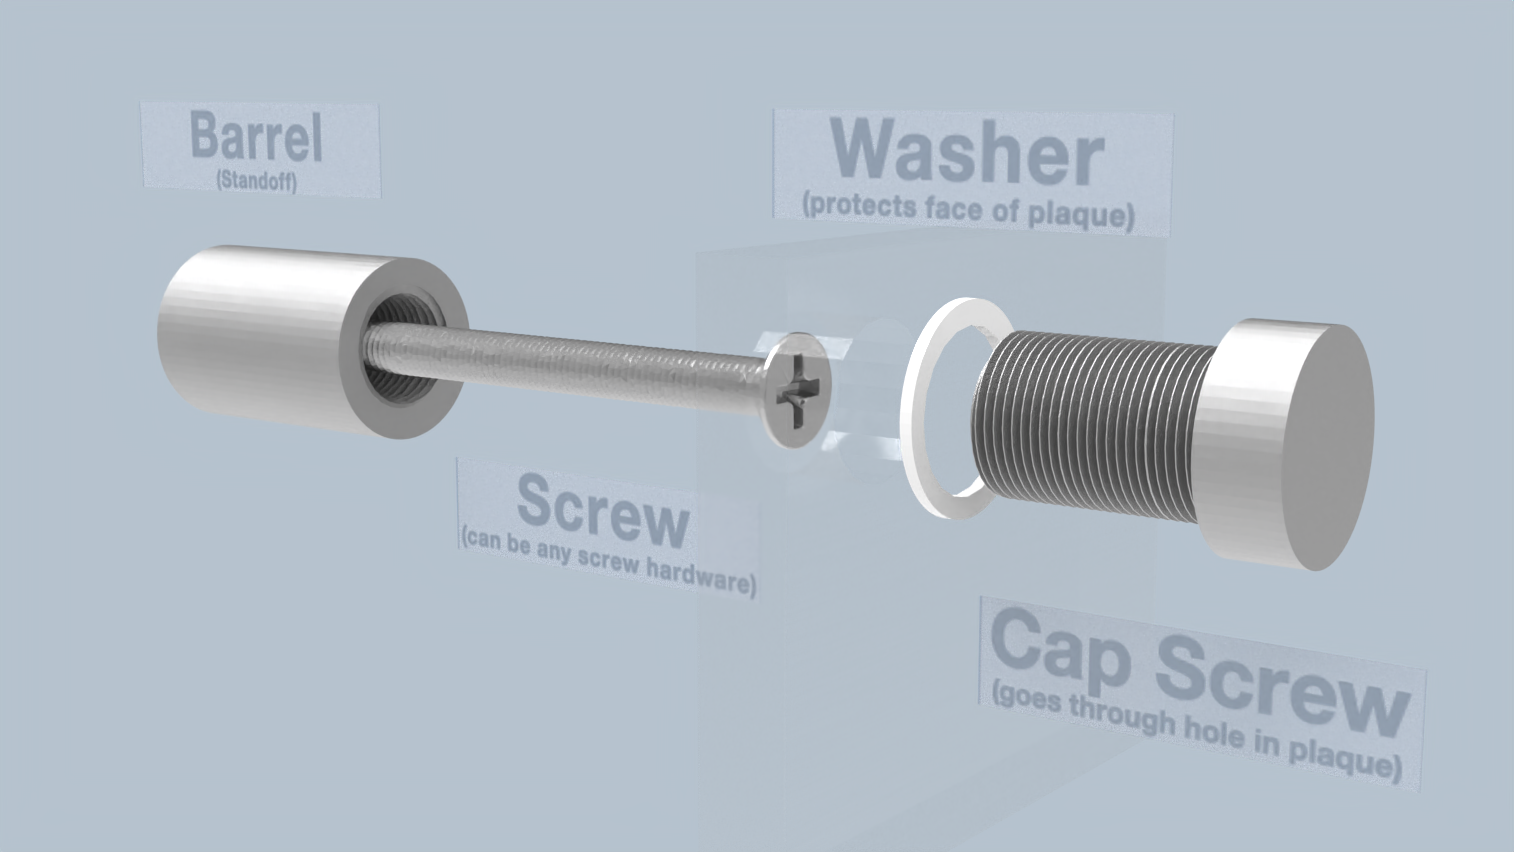 Barrel
(Standoff)
Washer
(protects face of plaque)
Screw
(can be any screw hardware)
Cap Screw
(goes through hole in plaque)